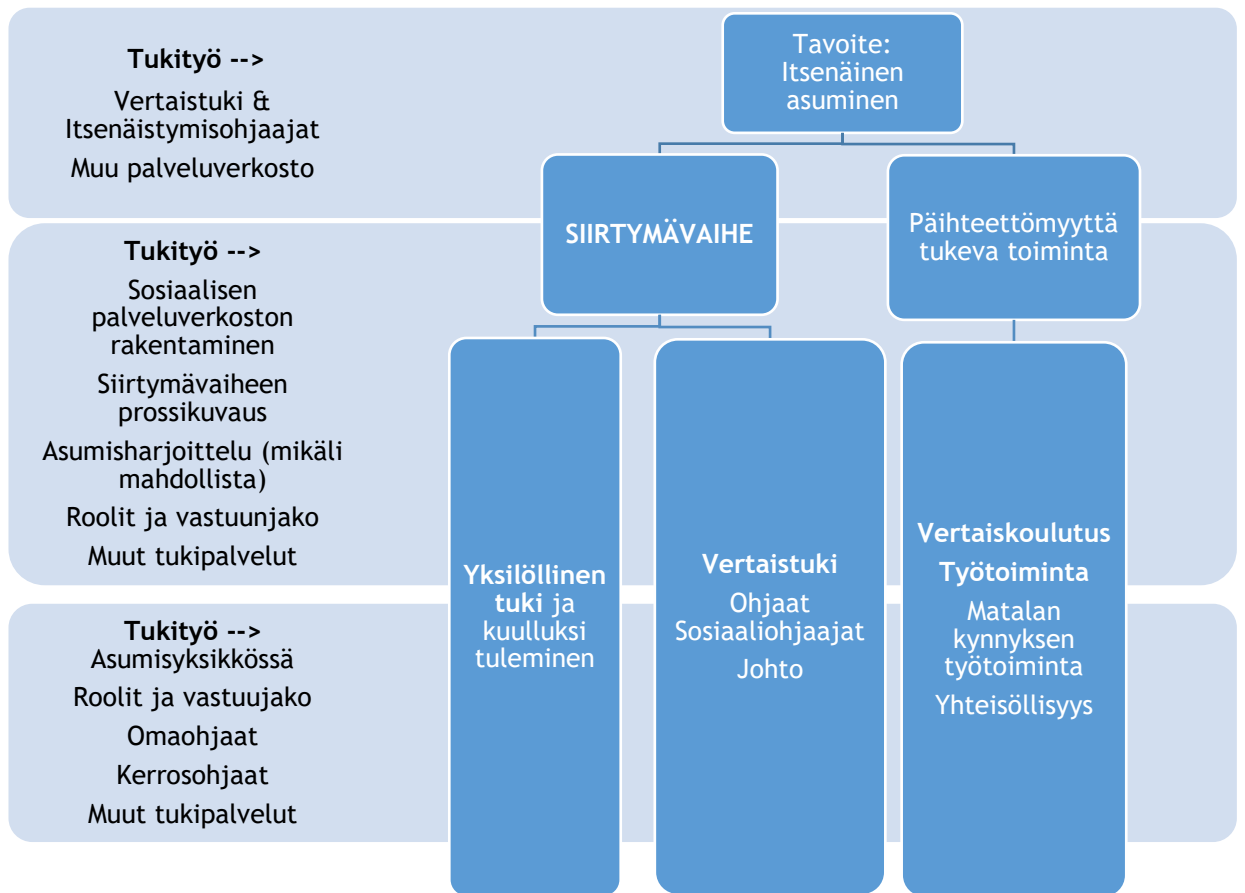 Tukityö -->
Vertaistuki &
Itsenäistymisohjaajat
Muu palveluverkosto
Tavoite:
Itsenäinen
asuminen
SIIRTYMÄVAIHE
Päihteettömyyttä
tukeva toiminta
Tukityö -->
Sosiaalisen
palveluverkoston
rakentaminen
Siirtymävaiheen
prossikuvaus
Asumisharjoittelu (mikäli
mahdollista)
Roolit ja vastuunjako
Muut tukipalvelut
Tukityö -->
Asumisyksikkössä
Roolit ja vastuujako
Omaohjaat
Kerrosohjaat
Muut tukipalvelut
Yksilöllinen
tuki ja
kuulluksi
tuleminen
Vertaistuki
Ohjaat
Sosiaaliohjaajat
Johto
Vertaiskoulutus
Työtoiminta
Matalan
kynnyksen
työtoiminta
Yhteisöllisyys